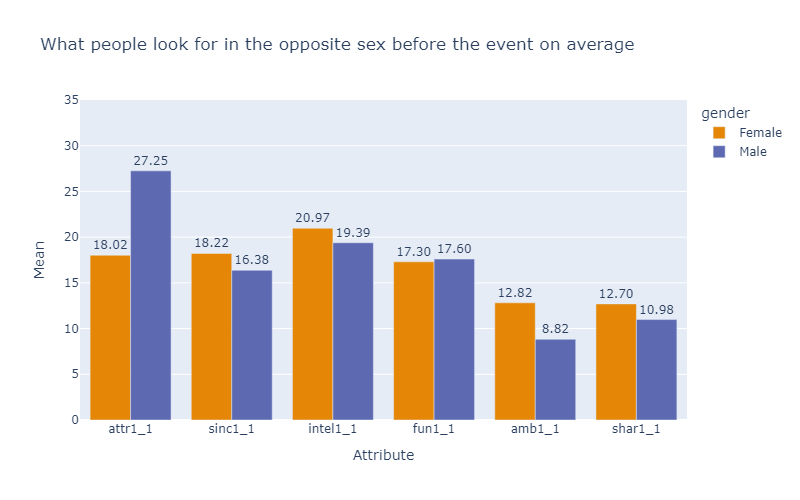 What people look for in the opposite sex before the event on average
35
30
25
20
15
10
5
0
Mean
18.02
27.25
18.22
16.38
20.97
19.39
17.30
17.60
12.82
8.82
12.70
10.98
attr1_1
sinc1_1
intel1_1
fun1_1
amb1_1
shar1_1
Attribute
gender
Female
Male